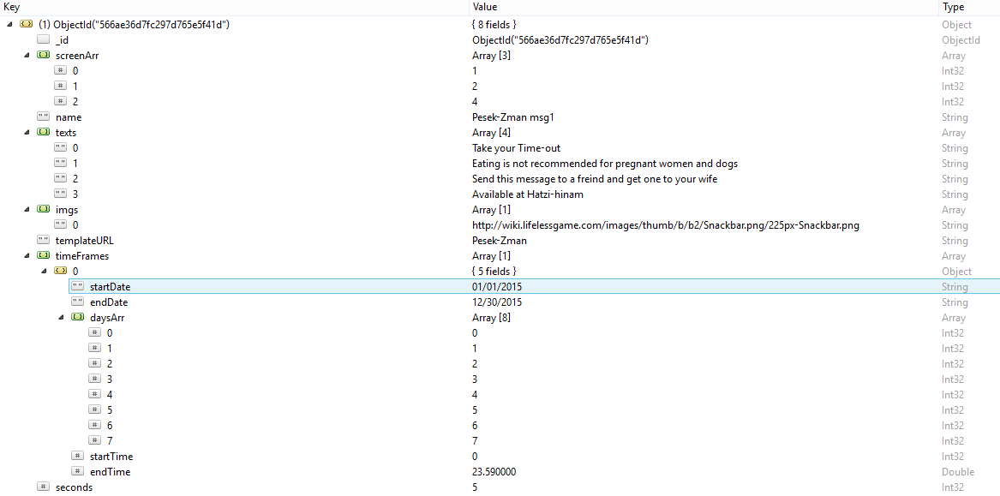 Key Value Type
(1) ObjectId("566ae36d7fc297d765e5f41d") { 8 fields } Object
_id ObjectId("566ae36d7fc297d765e5f41d") ObjectId
screenArr Array [3] Array
# 0 1 Int32
# 1 2 Int32
# 2 4 Int32
" " name Pesek-Zman msg1 String
texts Array [4] Array
" " 0 Take your Time-out String
" " 1 Eating is not recommended for pregnant women and dogs String
" " 2 Send this message to a freind and get one to your wife String
" " 3 Available at Hatzi-hinam String
imgs Array [1] Array
" " 0 http://wiki.lifelessgame.com/images/thumb/b/b2/Snackbar.png/225px-Snackbar.png String
" " templateURL Pesek-Zman String
timeFrames Array [1] Array
0 { 5 fields } Object
" " startDate 01/01/2015 String
" " endDate 12/30/2015 String
daysArr Array [8] Array
# 0 0 Int32
# 1 1 Int32
# 2 2 Int32
# 3 3 Int32
# 4 4 Int32
# 5 5 Int32
# 6 6 Int32
# 7 7 Int32
# startTime 0 Int32
# endTime 23.590000 Double
# seconds 5 Int32